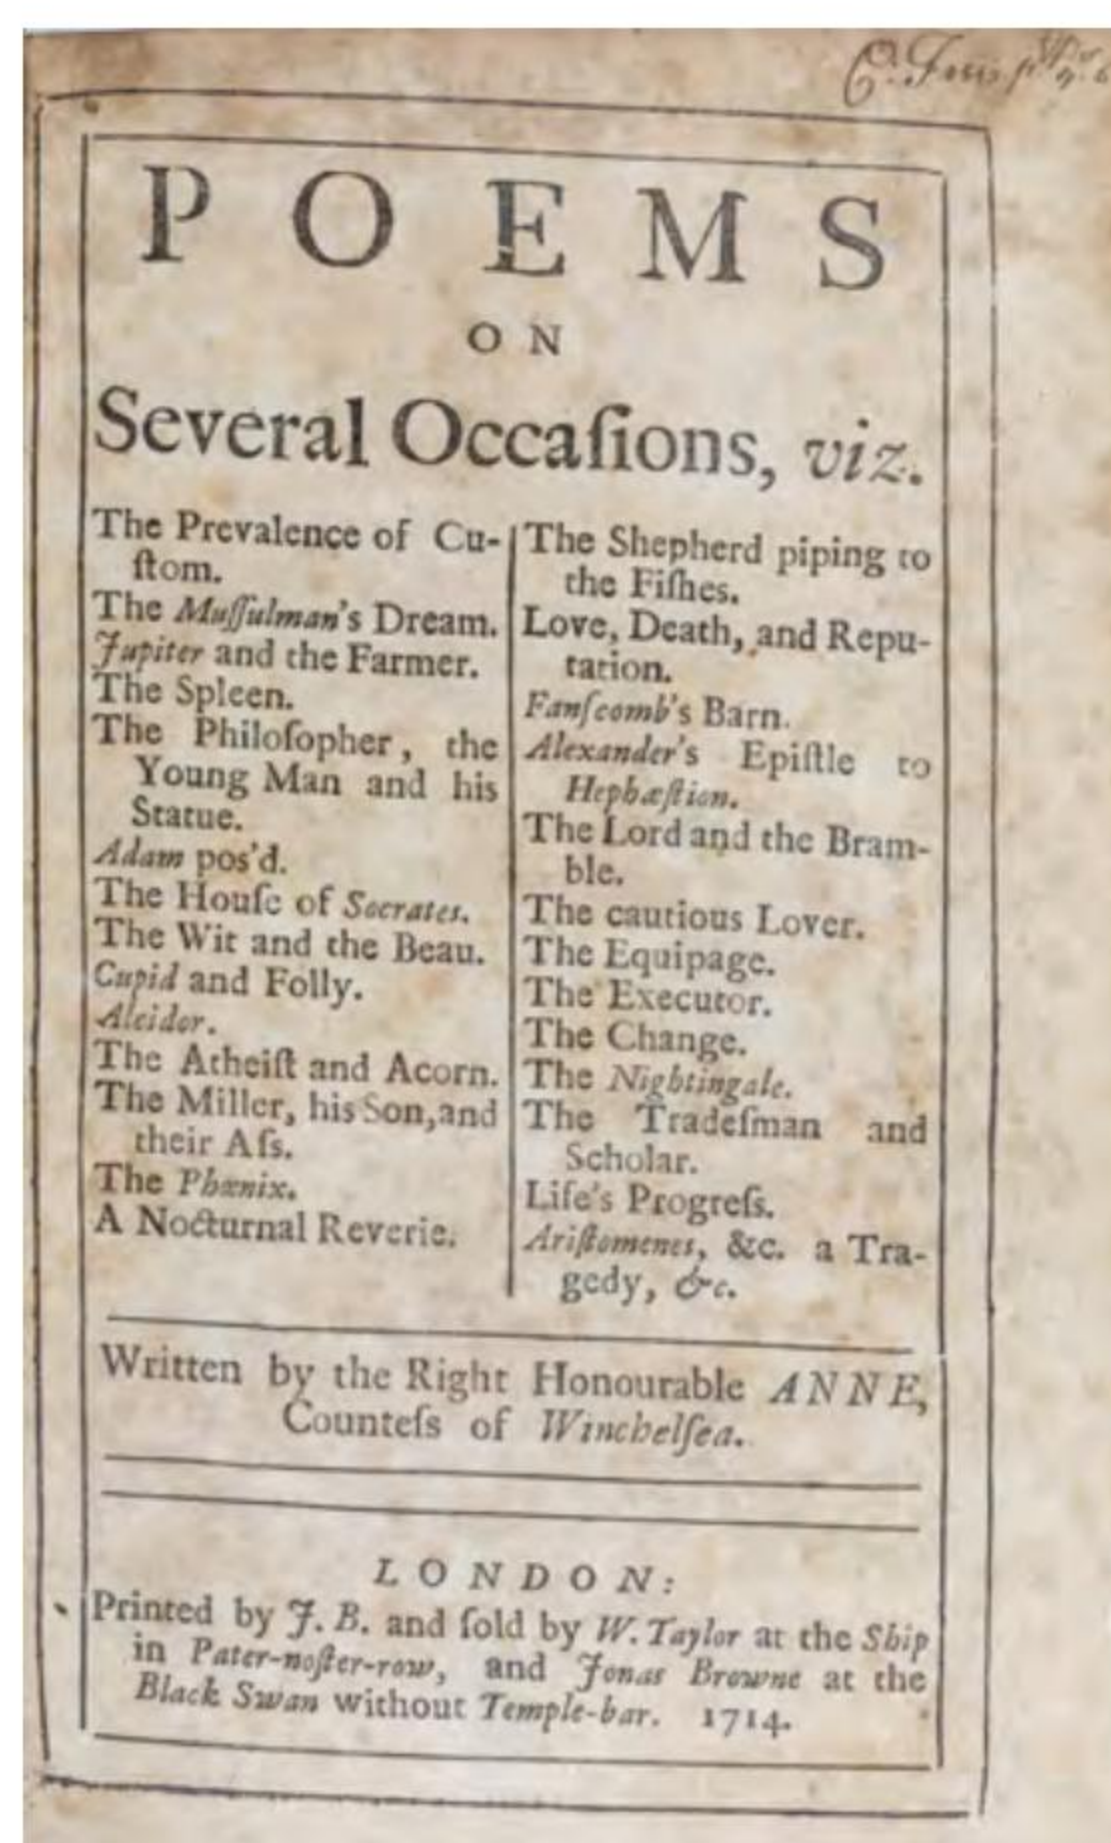 POEMS
ON
Several Occaſions, viz.
The Prevalence of Cu-
ſtom.
The Muſſulman's Dream.
Jupiter and the Farmer.
The Spleen.
The Philoſopher, the
Young Man and his
Statue.
Adam pos'd.
The Houſe of Socrates.
The Wit and the Beau.
Cupid and Folly.
Alcidor.
The Atheiſt and Acorn.
The Miller, his Son, and
their Aſs.
The Phœnix.
A Nocturnal Reverie.
The Shepherd piping to
the Fiſhes.
Love, Death, and Repu-
tation.
Fanſcomb's Barn.
Alexander's Epiſtle to
Hephæſtion.
The Lord and the Bram-
ble.
The cautious Lover.
The Equipage.
The Executor.
The Change.
The Nightingale.
The Tradeſman and
Scholar.
Life's Progreſs.
Ariſtomenes, &c. a Tra-
gedy, &c.
Written by the Right Honourable ANNE,
Counteſs of Winchelſea.
LONDON:
Printed by J. B. and ſold by W. Taylor at the Ship
in Pater-noſter-row, and Jonas Browne at the
Black Swan without Temple-bar. 1714.